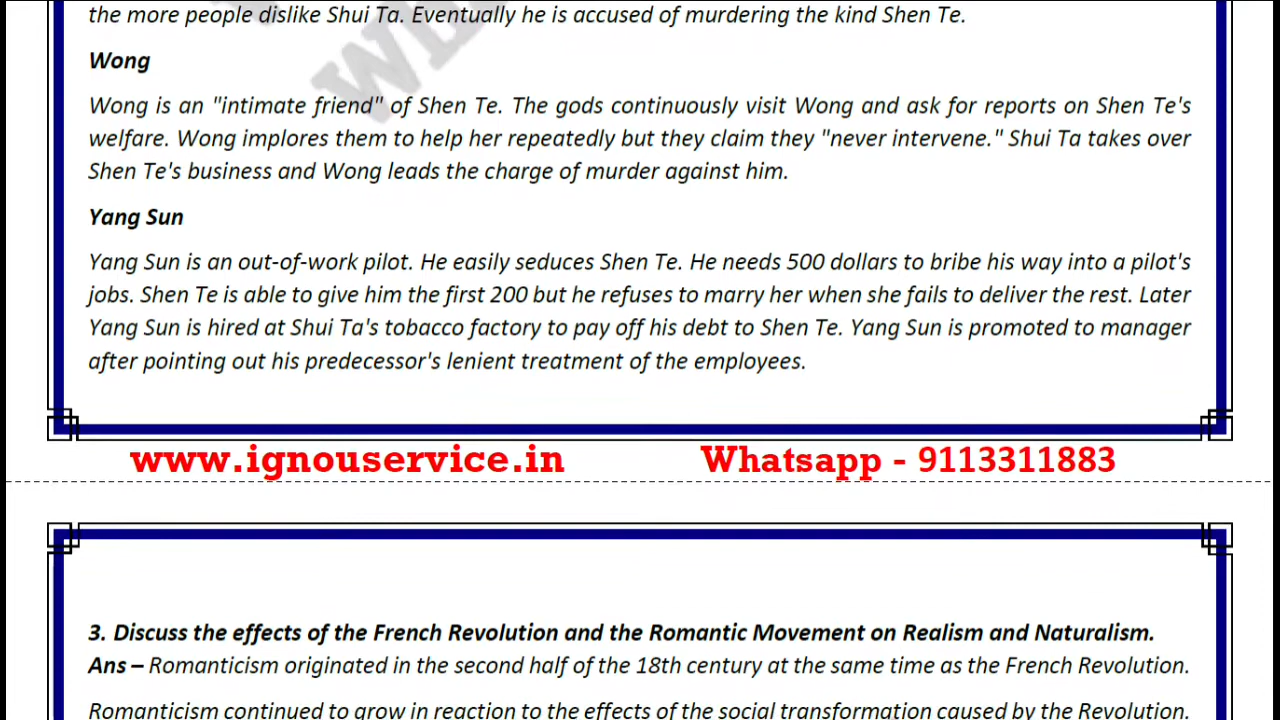 the more people dislike Shui Ta. Eventually he is accused of murdering the kind Shen Te.
Wong
Wong is an "intimate friend" of Shen Te. The gods continuously visit Wong and ask for reports on Shen Te's
welfare. Wong implores them to help her repeatedly but they claim they "never intervene." Shui Ta takes over
Shen Te's business and Wong leads the charge of murder against him.
Yang Sun
Yang Sun is an out-of-work pilot. He easily seduces Shen Te. He needs 500 dollars to bribe his way into a pilot's
jobs. Shen Te is able to give him the first 200 but he refuses to marry her when she fails to deliver the rest. Later
Yang Sun is hired at Shui Ta's tobacco factory to pay off his debt to Shen Te. Yang Sun is promoted to manager
after pointing out his predecessor's lenient treatment of the employees.
www.ignouservice.in Whatsapp - 9113311883
3. Discuss the effects of the French Revolution and the Romantic Movement on Realism and Naturalism.
Ans – Romanticism originated in the second half of the 18th century at the same time as the French Revolution.
Romanticism continued to grow in reaction to the effects of the social transformation caused by the Revolution.